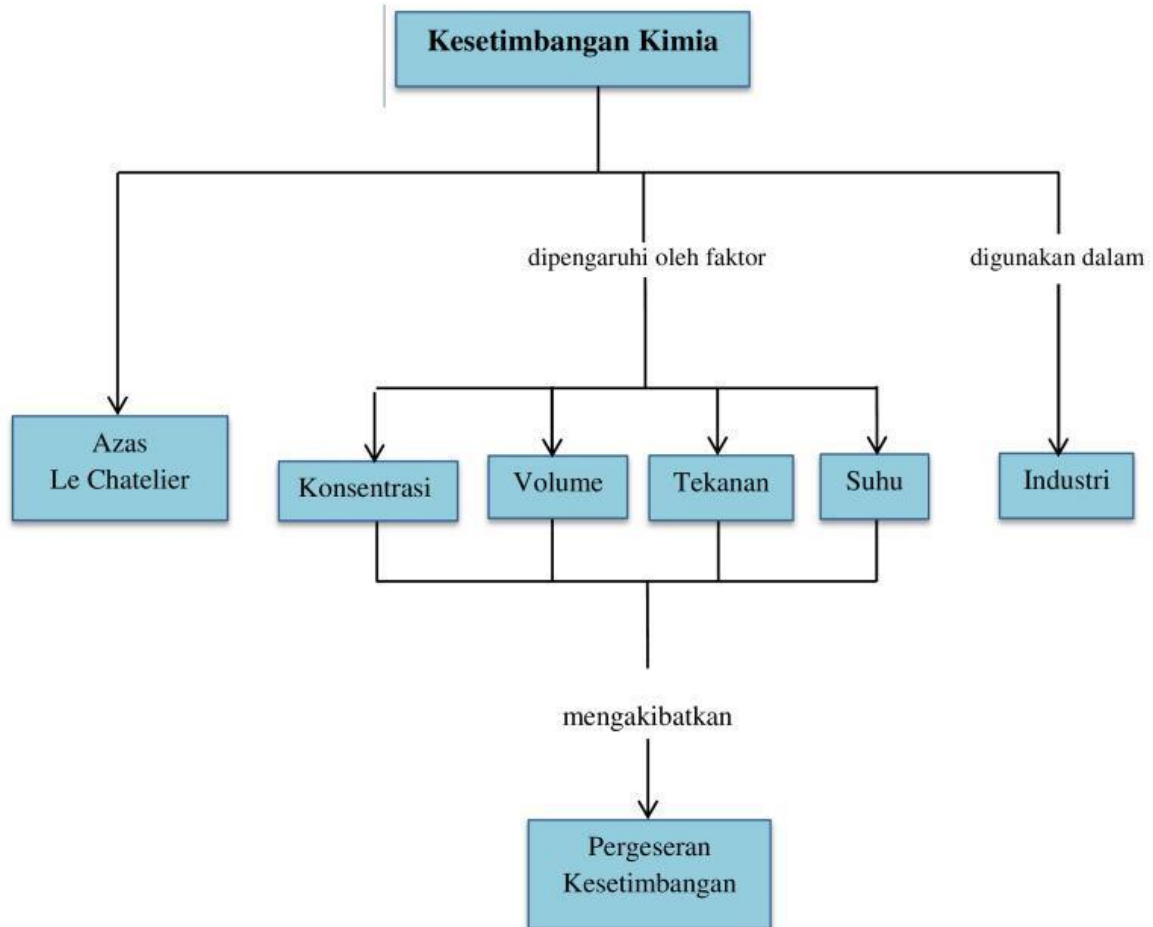 Kesetimbangan Kimia
dipengaruhi oleh faktor
digunakan dalam
Azas
Le Chatelier
Konsentrasi
Volume
Tekanan
Suhu
Industri
mengakibatkan
Pergeseran
Kesetimbangan